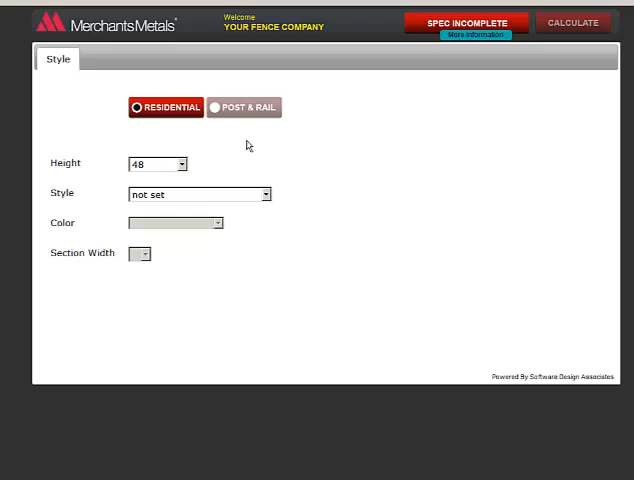 MerchantsMetals
Welcome
YOUR FENCE COMPANY
SPEC INCOMPLETE
More Information
CALCULATE
Style
RESIDENTIAL
POST & RAIL
Height
48
Style
not set
Color
Section Width
Powered By Software Design Associates